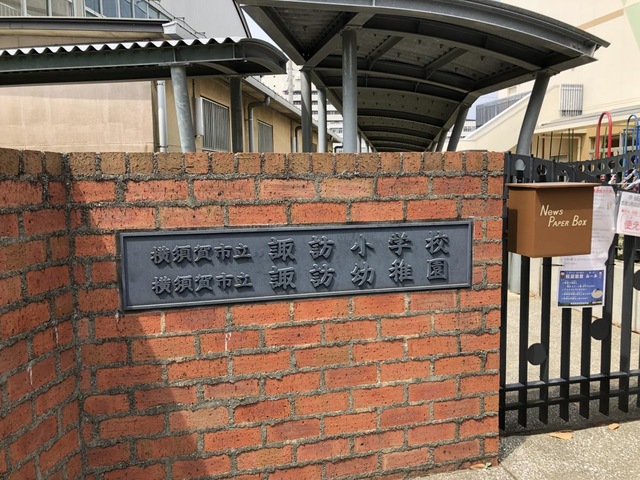 横須賀市立 諏訪小学校
横須賀市立 諏訪幼稚園
News
Paper Box